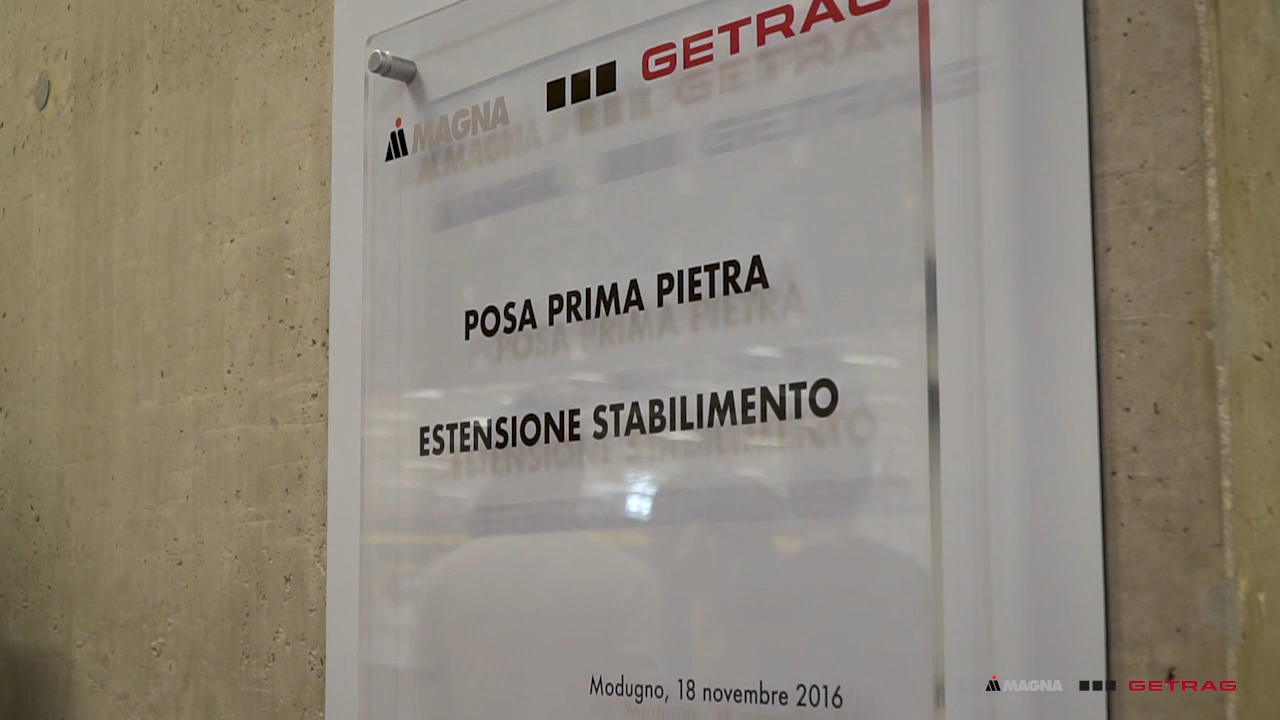 MAGNA GETRAG
POSA PRIMA PIETRA
ESTENSIONE STABILIMENTO
Modugno, 18 novembre 2016
MAGNA GETRAG